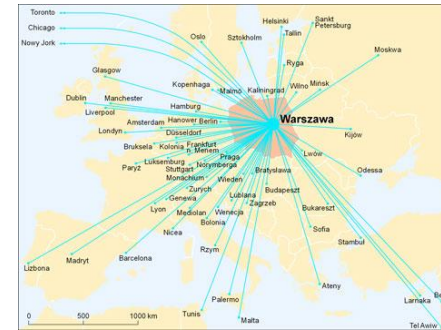 Toronto
Chicago
Nowy Jork
Helsinki
Sankt
Petersburg
Oslo
Sztokholm
Tallin
Moskwa
Ryga
Glasgow
Kopenhaga
Malmö
Kaliningrad
Wilno
Mińsk
Dublin
Manchester
Liverpool
Hamburg
Amsterdam
Hanower
Berlin
Warszawa
Londyn
Düsseldorf
Kijów
Bruksela
Kolonia
Frankfurt
n. Menem
Lwów
Praga
Luksemburg
Paryż
Stuttgart
Norymberga
Odessa
Bratysława
Monachium
Wiedeń
Zurych
Budapeszt
Genewa
Lublana
Lyon
Mediolan
Wenecja
Zagrzeb
Bukareszt
Bolonia
Sofia
Nicea
Stambuł
Rzym
Barcelona
Madryt
Lizbona
Ateny
Palermo
Larnaka
Tunis
Malta
Tel Awiw
0 500 1000 km